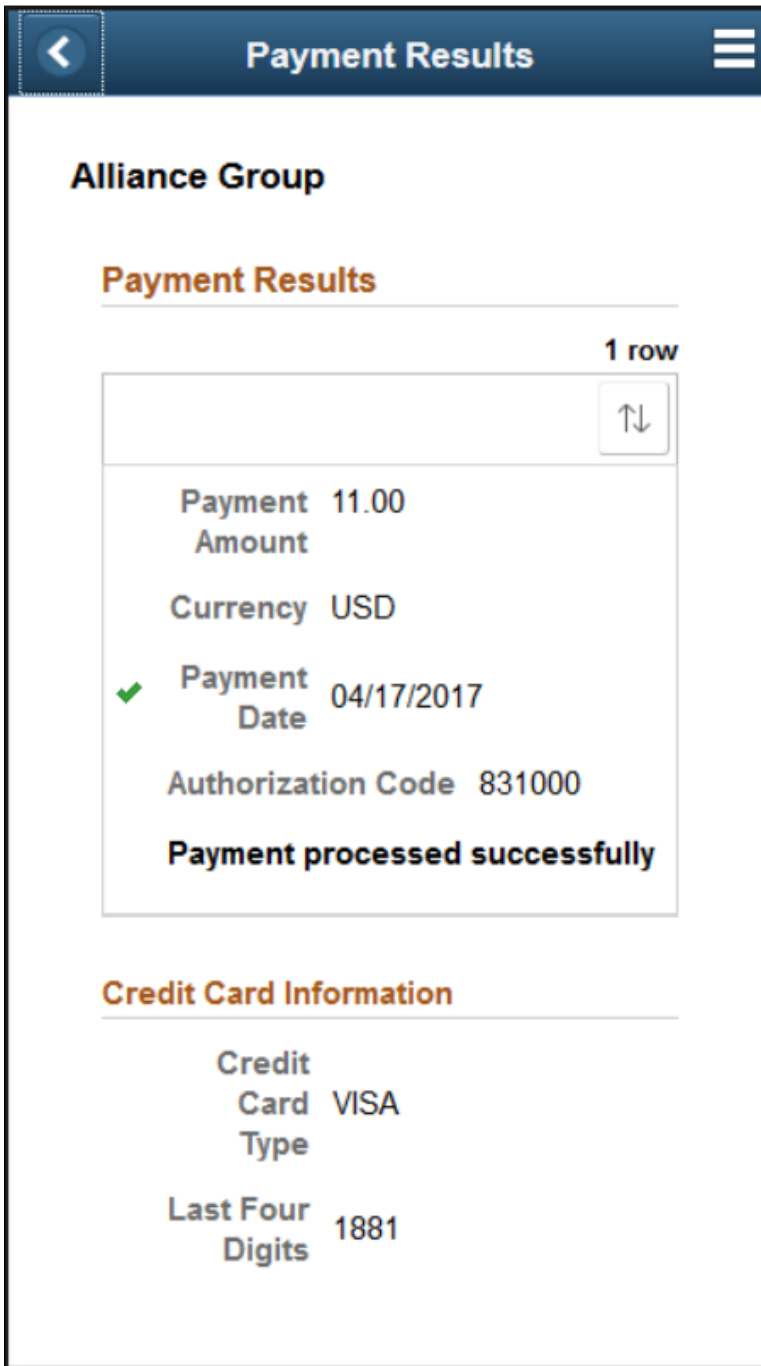 Payment Results
Alliance Group
Payment Results
1 row
Payment 11.00
Amount
Currency USD
Payment
Date 04/17/2017
Authorization Code 831000
Payment processed successfully
Credit Card Information
Credit
Card VISA
Type
Last Four
Digits 1881